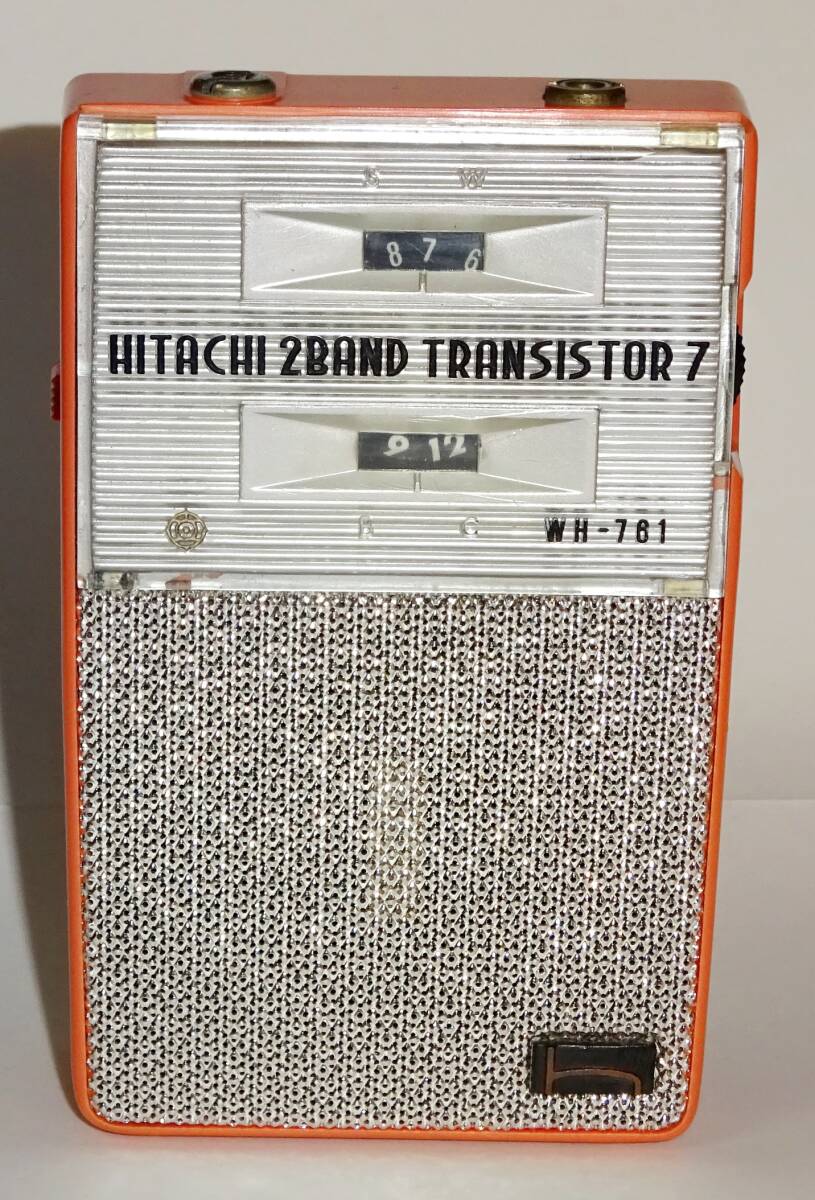 S W
8 7 6
HITACHI 2BAND TRANSISTOR 7
9 12
B C WH-761
h